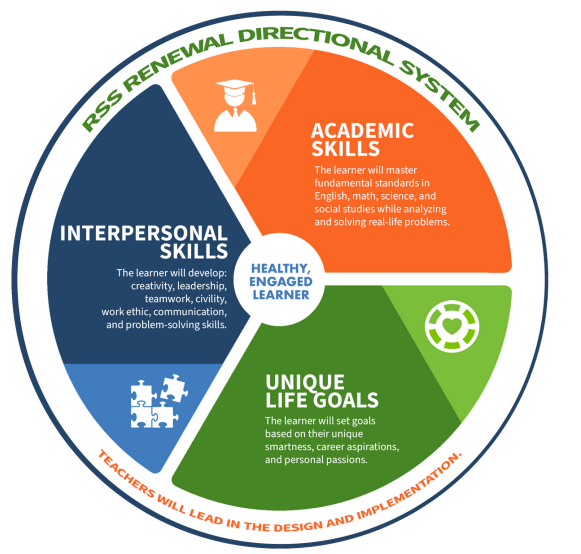 RSS RENEWAL DIRECTIONAL SYSTEM
ACADEMIC
SKILLS
The learner will master
fundamental standards in
English, math, science, and
social studies while analyzing
and solving real-life problems.
INTERPERSONAL
SKILLS
The learner will develop:
creativity, leadership,
teamwork, civility,
work ethic, communication,
and problem-solving skills.
HEALTHY,
ENGAGED
LEARNER
UNIQUE
LIFE GOALS
The learner will set goals
based on their unique
smartness, career aspirations,
and personal passions.
TEACHERS WILL LEAD IN THE DESIGN AND IMPLEMENTATION.